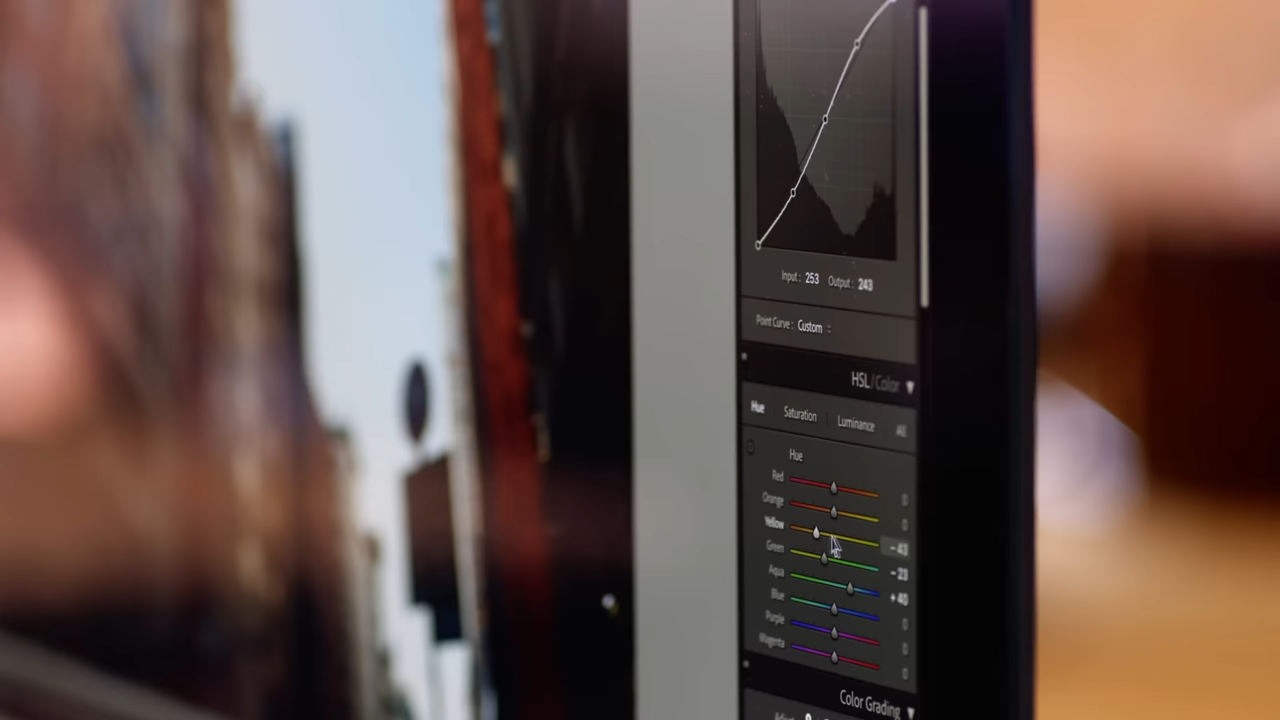 Input : 253 Output : 243
Point Curve : Custom
HSL / Color
Hue Saturation Luminance All
Hue
Red 0
Orange 0
Yellow - 43
Green - 23
Aqua + 40
Blue 0
Purple 0
Magenta 0
Color Grading